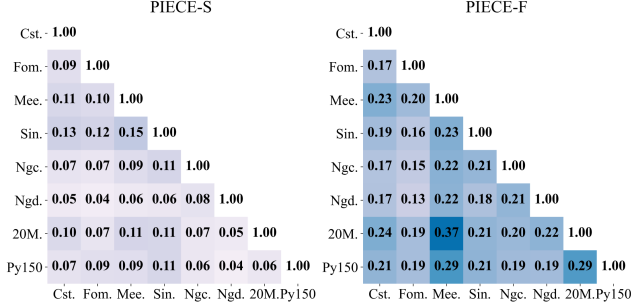 PIECE-S
Cst. 1.00
Fom. 0.09 1.00
Mee. 0.11 0.10 1.00
Sin. 0.13 0.12 0.15 1.00
Ngc. 0.07 0.07 0.09 0.11 1.00
Ngd. 0.05 0.04 0.06 0.06 0.08 1.00
20M. 0.10 0.07 0.11 0.11 0.07 0.05 1.00
Py150 0.07 0.09 0.09 0.11 0.06 0.04 0.06 1.00
Cst. Fom. Mee. Sin. Ngc. Ngd. 20M. Py150
PIECE-F
Cst. 1.00
Fom. 0.17 1.00
Mee. 0.23 0.20 1.00
Sin. 0.19 0.16 0.23 1.00
Ngc. 0.17 0.15 0.22 0.21 1.00
Ngd. 0.17 0.13 0.22 0.18 0.21 1.00
20M. 0.24 0.19 0.37 0.21 0.20 0.22 1.00
Py150 0.21 0.19 0.29 0.21 0.19 0.19 0.29 1.00
Cst. Fom. Mee. Sin. Ngc. Ngd. 20M. Py150